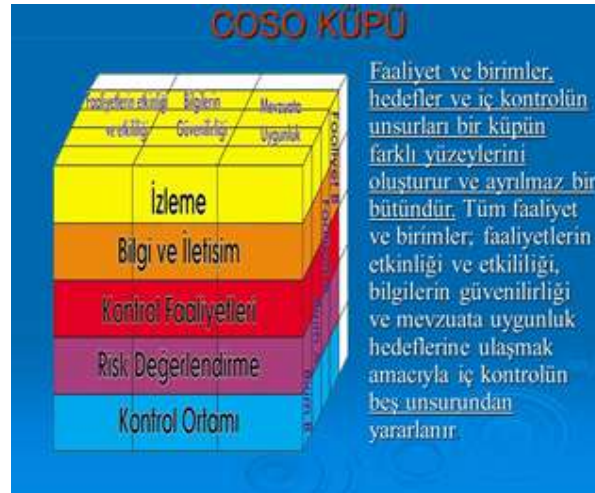 COSO KÜPÜ
Faaliyetlerin etkinliği
ve etkililiği
Bilgilerin
Güvenilirliği
Mevzuata
Uygunluk
İzleme
Bilgi ve İletisim
Kontrol Faaliyetleri
Risk Değerlendirme
Kontrol Ortamı
Faaliyet B
Faaliyet ve birimler,
hedefler ve iç kontrolün
unsurları bir küpün
farklı yüzeylerini
oluşturur ve ayrılmaz bir
bütündür. Tüm faaliyet
ve birimler; faaliyetlerin
etkinliği ve etkililiği,
bilgilerin güvenilirliği
ve mevzuata uygunluk
hedeflerine ulaşmak
amacıyla iç kontrolün
beş unsurundan
yararlanır.